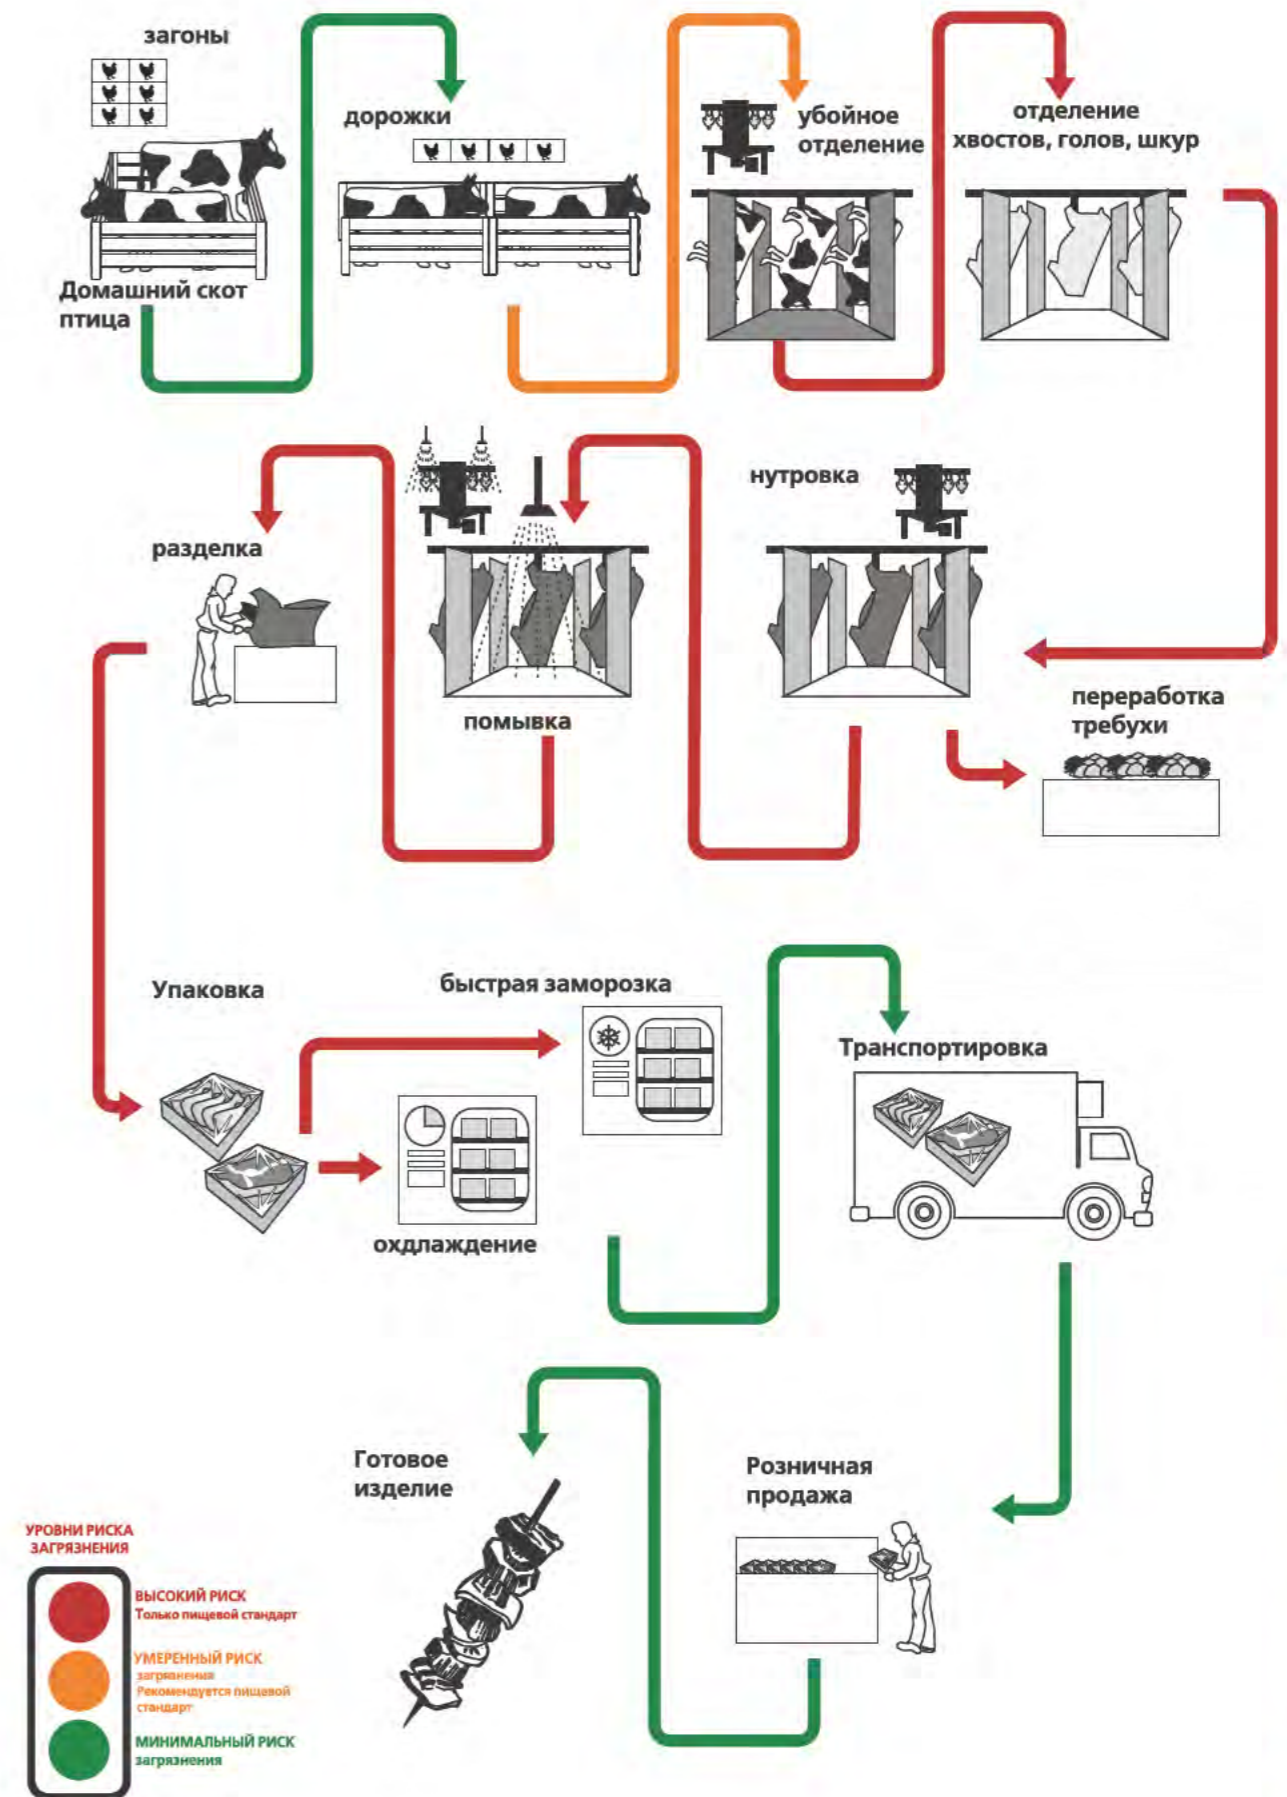 загоны
дорожки
убойное
отделение
отделение
хвостов, голов, шкур
Домашний скот
птица
нутровка
разделка
помывка
переработка
требухи
Упаковка
быстрая заморозка
Транспортировка
охдлаждение
Готовое
изделие
Розничная
продажа
УРОВНИ РИСКА
ЗАГРЯЗНЕНИЯ
ВЫСОКИЙ РИСК
Только пищевой стандарт
УМЕРЕННЫЙ РИСК
загрязнения
Рекомендуется пищевой
стандарт
МИНИМАЛЬНЫЙ РИСК
загрязнения